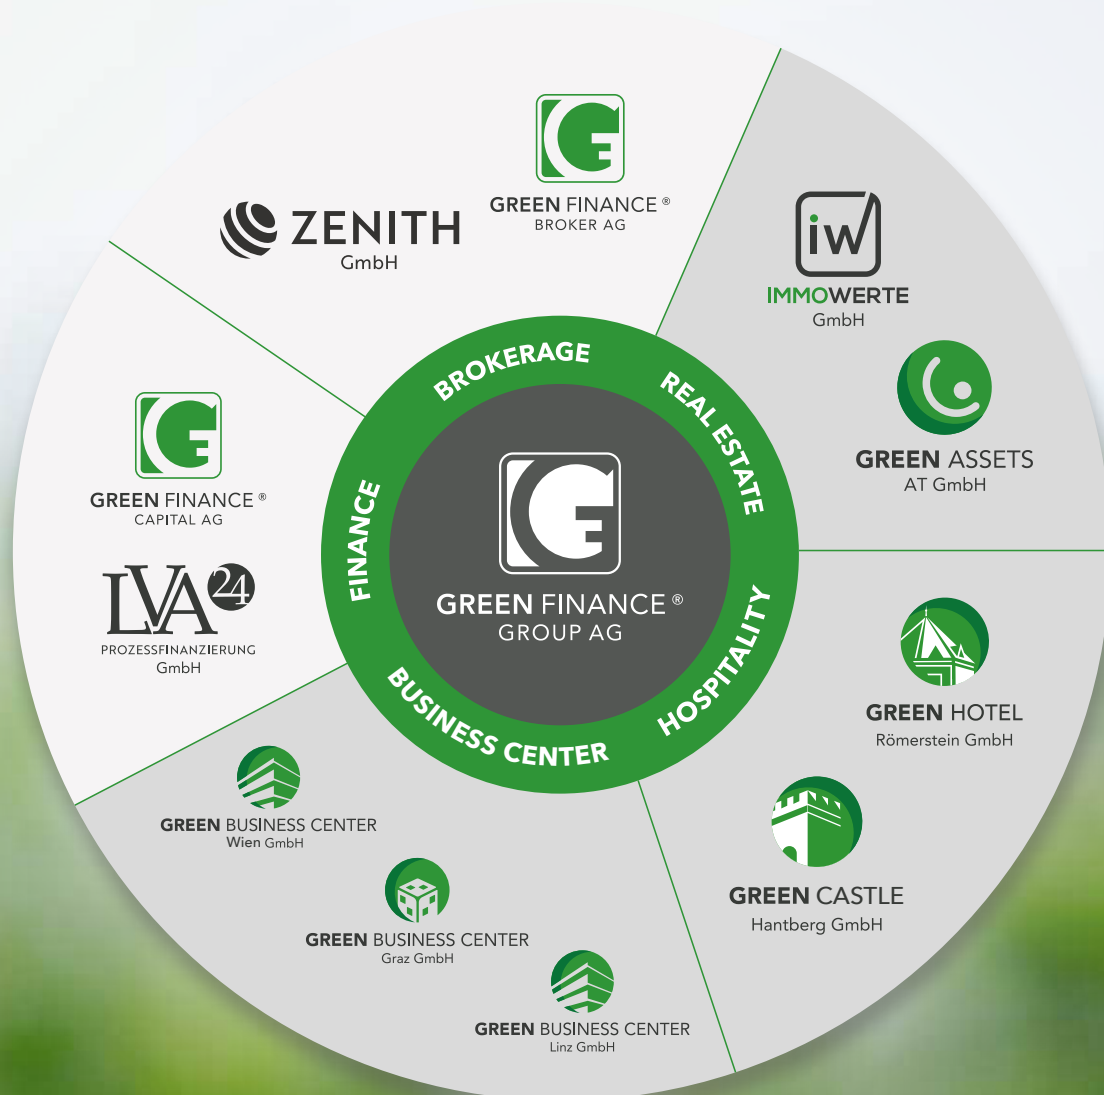 GREEN FINANCE®
BROKER AG
ZENITH
GmbH
iw
IMMOWERTE
GmbH
GREEN ASSETS
AT GmbH
BROKERAGE
REAL ESTATE
FINANCE
HOSPITALITY
BUSINESS CENTER
GREEN FINANCE®
GROUP AG
GREEN FINANCE®
CAPITAL AG
LVA24
PROZESSFINANZIERUNG
GmbH
GREEN HOTEL
Römerstein GmbH
GREEN CASTLE
Hantberg GmbH
GREEN BUSINESS CENTER
Wien GmbH
GREEN BUSINESS CENTER
Graz GmbH
GREEN BUSINESS CENTER
Linz GmbH